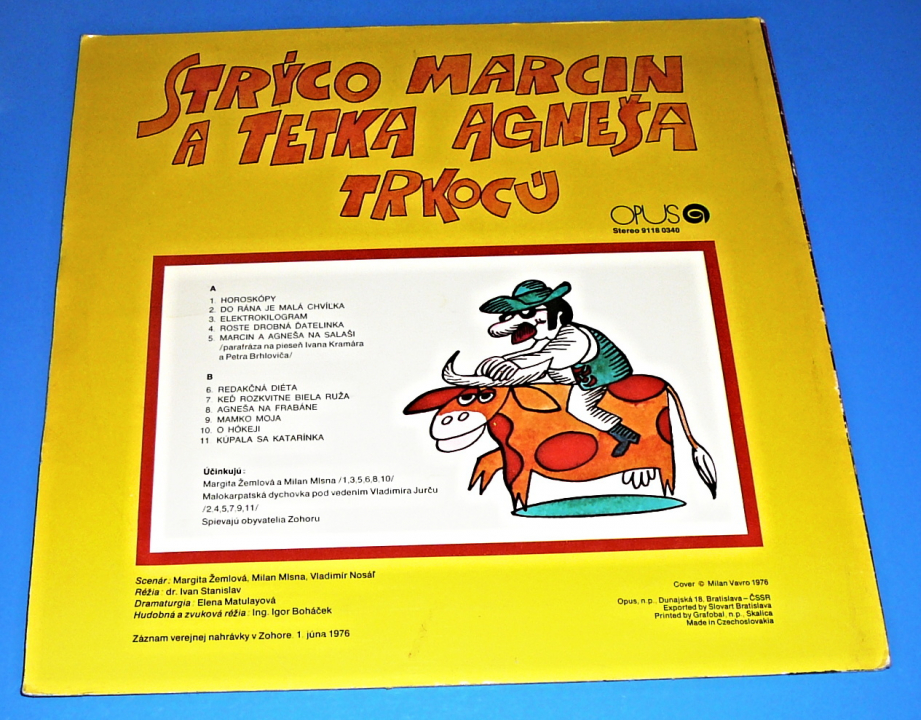 STRÝCO MARCIN
A TETKA AGNEŠA
TRKOCÚ
OPUS
Stereo 9118 0340
A
1. HOROSKÓPY
2. DO RÁNA JE MALÁ CHVÍLKA
3. ELEKTROKILOGRAM
4. ROSTE DROBNÁ ĎATELINKA
5. MARCIN A AGNEŠA NA SALAŠI
/parafráza na pieseň Ivana Kramára
a Petra Brhloviča/
B
6. REDAKČNÁ DIÉTA
7. KEĎ ROZKVITNE BIELA RUŽA
8. AGNEŠA NA FRABÁNE
9. MAMKO MOJA
10. O HÓKEJI
11. KÚPALA SA KATARÍNKA
Účinkujú:
Margita Žemlová a Milan Mlsna /1,3,5,6,8,10/
Malokarpatská dychovka pod vedením Vladimíra Jurču
/2,4,5,7,9,11/
Spievajú obyvatelia Zohoru
Scenár: Margita Žemlová, Milan Mlsna, Vladimír Nosáľ
Réžia: dr. Ivan Stanislav
Dramaturgia: Elena Matulayová
Hudobná a zvuková réžia: Ing. Igor Boháček
Záznam verejnej nahrávky v Zohore. 1. júna 1976
Cover © Milan Vavro 1976
Opus, n.p., Dunajská 18, Bratislava – ČSSR
Exported by Slovart Bratislava
Printed by Grafobal, n.p., Skalica
Made in Czechoslovakia